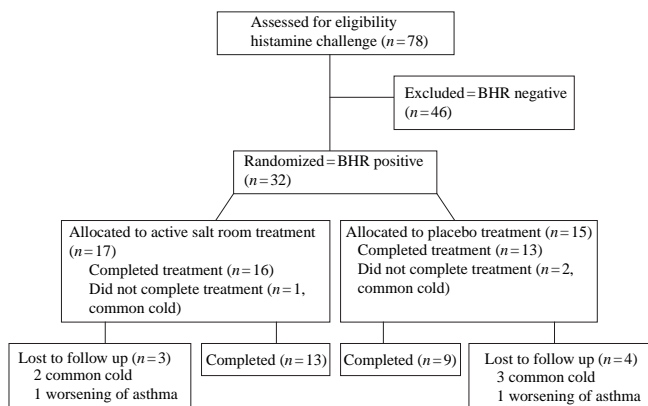 Assessed for eligibility
histamine challenge (n=78)
Excluded=BHR negative
(n=46)
Randomized=BHR positive
(n=32)
Allocated to active salt room treatment
(n=17)
Completed treatment (n=16)
Did not complete treatment (n=1,
common cold)
Allocated to placebo treatment (n=15)
Completed treatment (n=13)
Did not complete treatment (n=2,
common cold)
Lost to follow up (n=3)
2 common cold
1 worsening of asthma
Completed (n=13)
Completed (n=9)
Lost to follow up (n=4)
3 common cold
1 worsening of asthma